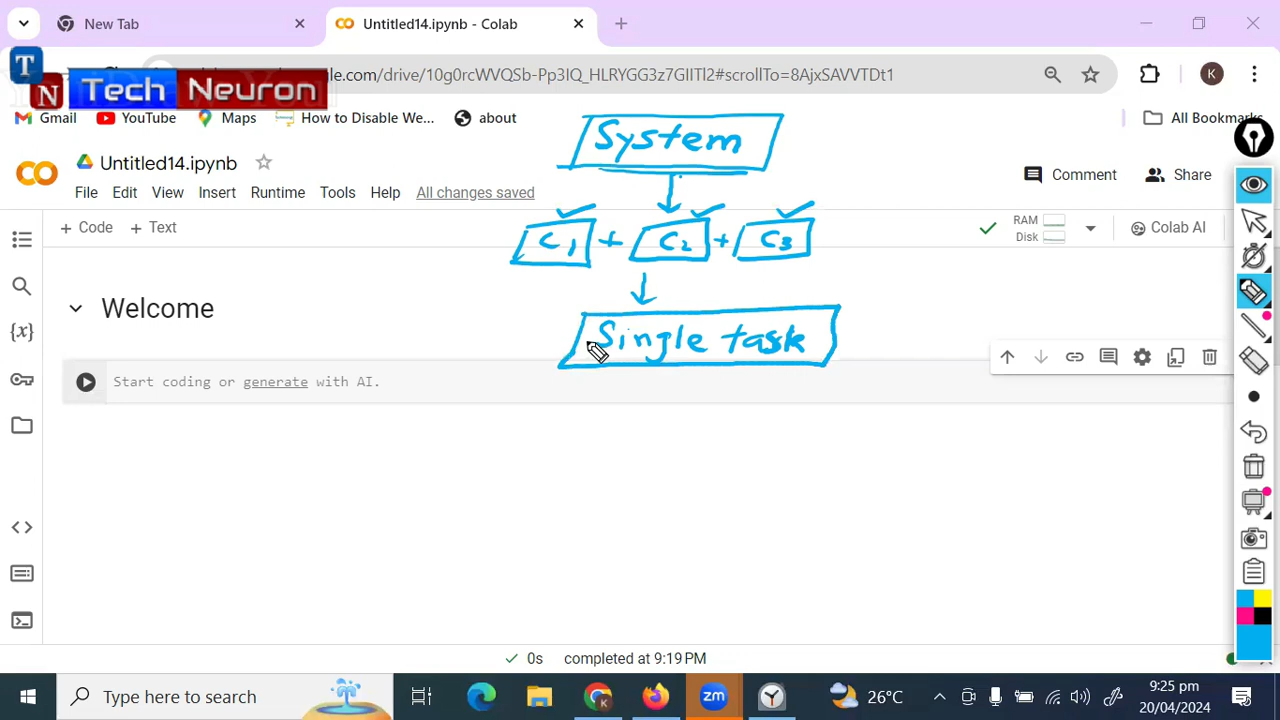 New Tab
Untitled14.ipynb - Colab
T
N Tech Neuron
le.com/drive/10g0rcWVQSb-Pp3IQ_HLRYGG3z7GIITl2#scrollTo=8AjxSAVVTDt1
K
Gmail
YouTube
Maps
How to Disable We...
about
All Bookmarks
System
Untitled14.ipynb
Comment
Share
File Edit View Insert Runtime Tools Help All changes saved
+ Code + Text
C1 + C2 + C3
RAM
Disk
Colab AI
Welcome
Single task
Start coding or generate with AI.
0s completed at 9:19 PM
Type here to search
zm
26°C
9:25 pm
20/04/2024